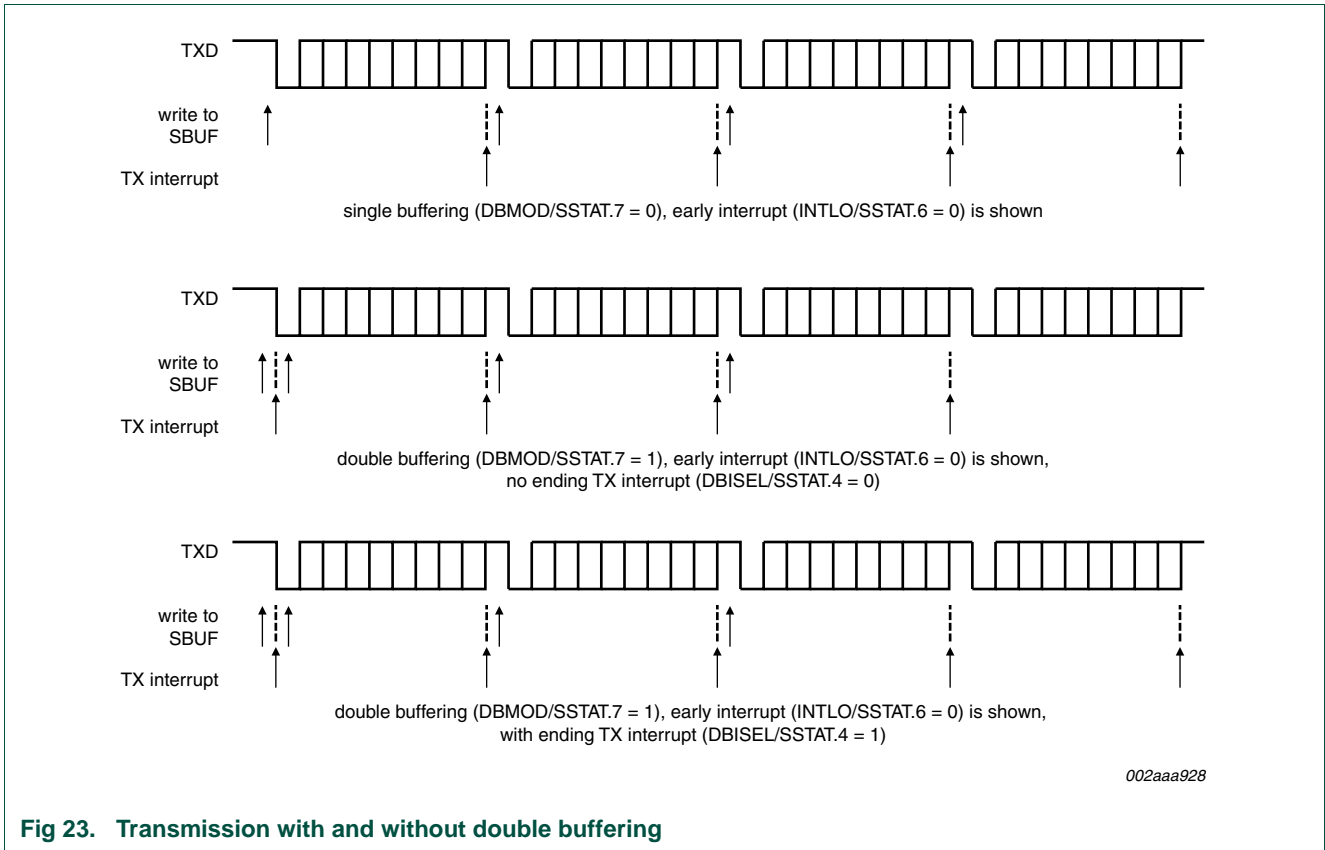 TXD
write to
SBUF
TX interrupt
single buffering (DBMOD/SSTAT.7 = 0), early interrupt (INTLO/SSTAT.6 = 0) is shown
TXD
write to
SBUF
TX interrupt
double buffering (DBMOD/SSTAT.7 = 1), early interrupt (INTLO/SSTAT.6 = 0) is shown,
no ending TX interrupt (DBISEL/SSTAT.4 = 0)
TXD
write to
SBUF
TX interrupt
double buffering (DBMOD/SSTAT.7 = 1), early interrupt (INTLO/SSTAT.6 = 0) is shown,
with ending TX interrupt (DBISEL/SSTAT.4 = 1)
002aaa928
Fig 23. Transmission with and without double buffering